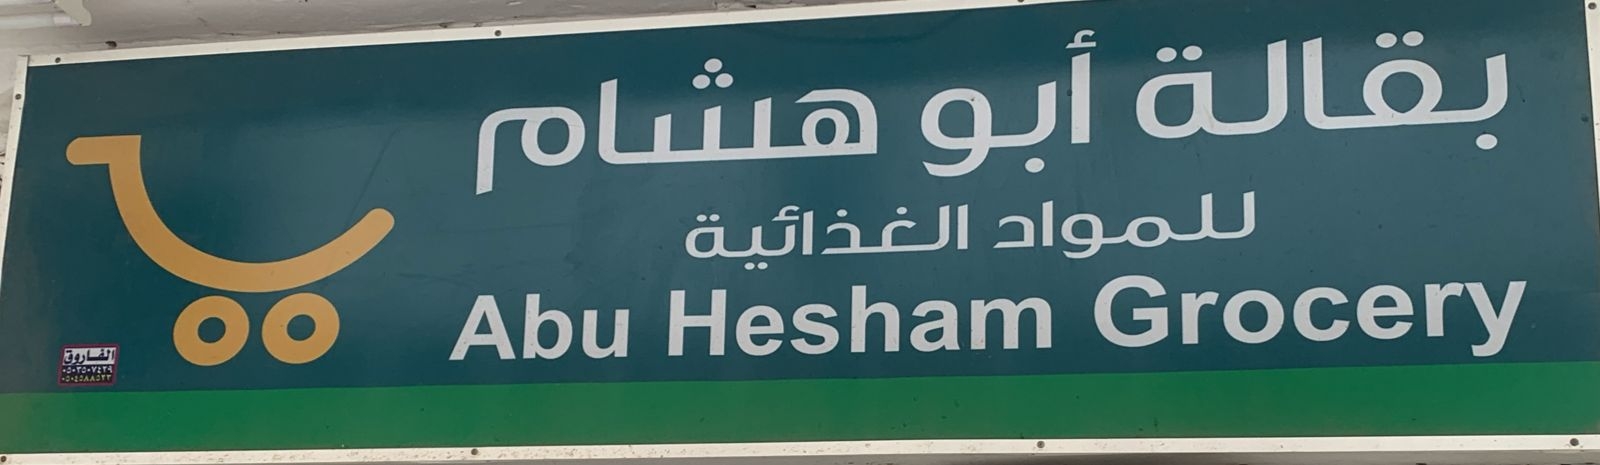 بقالة أبو هشام
للمواد الغذائية
Abu Hesham Grocery
الفاروق